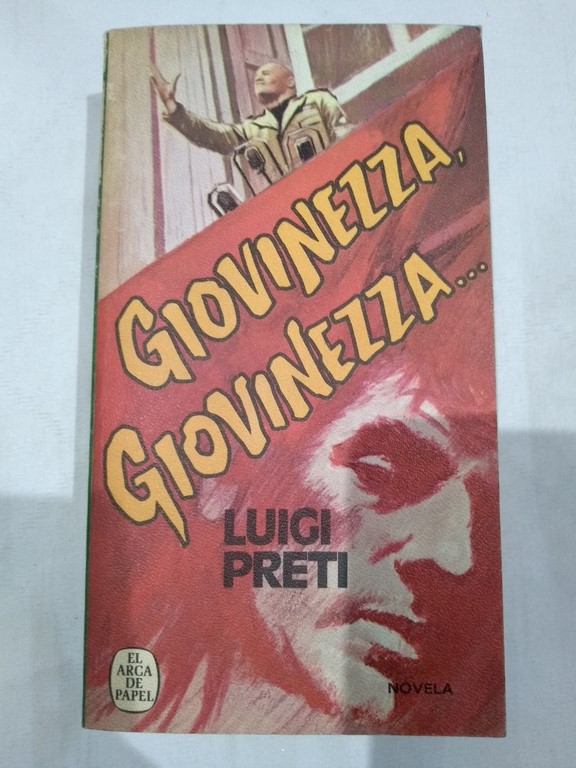 GIOVINEZZA,
GIOVINEZZA...
LUIGI
PRETI
EL
ARCA
DE
PAPEL
NOVELA